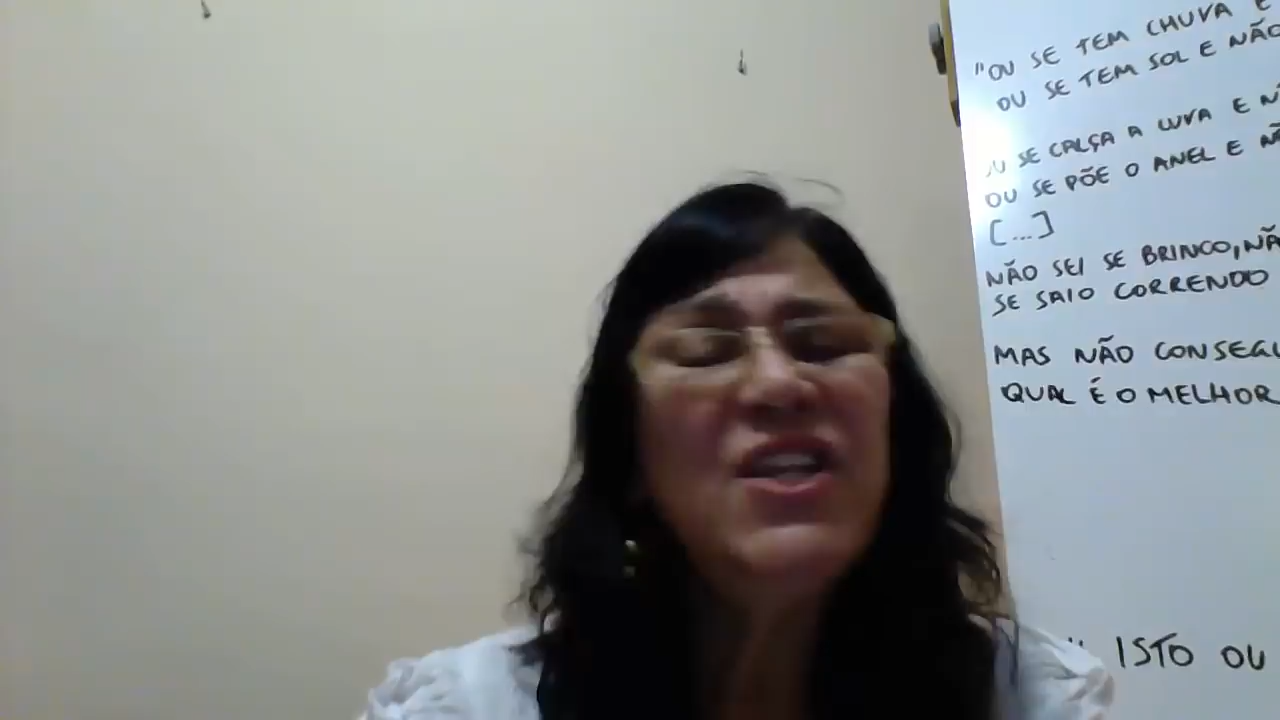 "OU SE TEM CHUVA E
OU SE TEM SOL E NÃO
SE CALÇA A LUVA E
OU SE PÕE O ANEL E
[...]
NÃO SEI SE BRINCO,
SE SAIO CORRENDO
MAS NÃO
QUAL É O MELHOR
" ISTO OU